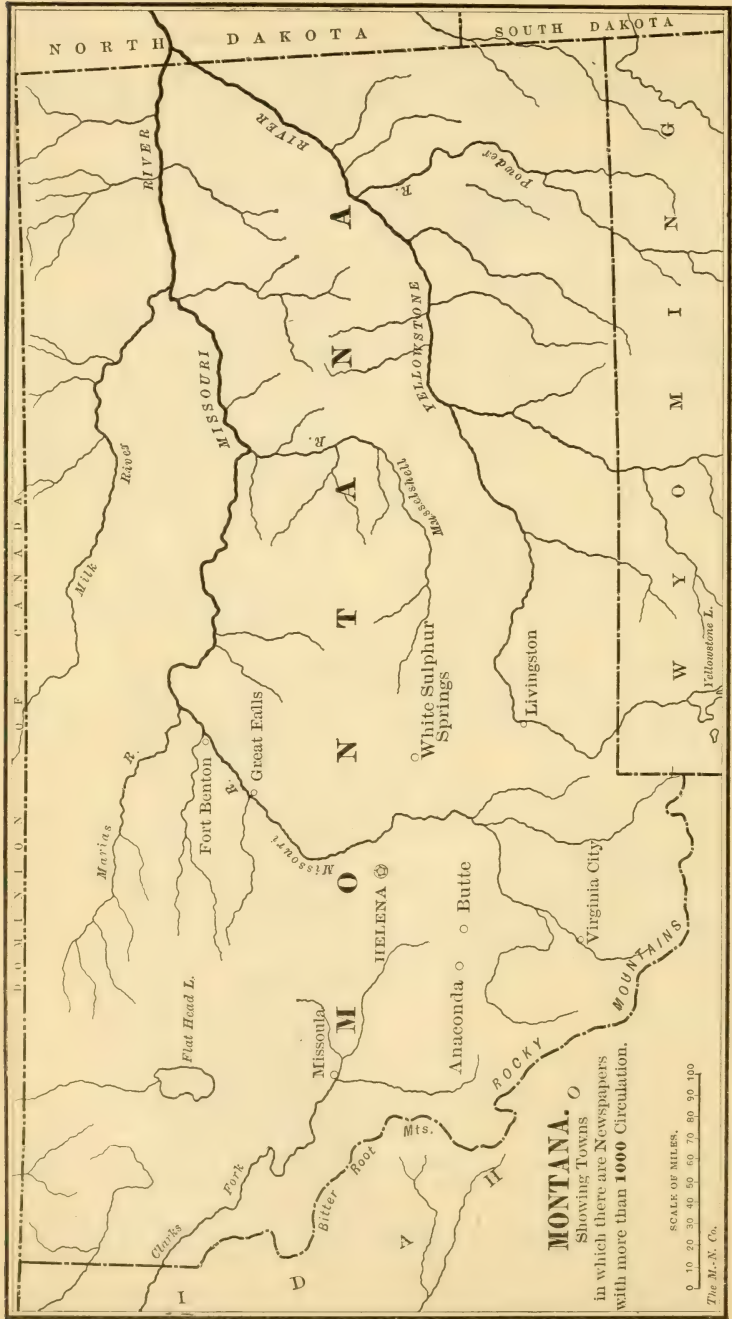 DOMINION OF CANADA
NORTH DAKOTA
SOUTH DAKOTA
MONTANA
WYOMING
IDAH
Milk River
Marias R.
MISSOURI RIVER
Missouri R.
YELLOWSTONE RIVER
Powder R.
Musselshell R.
Flat Head L.
Clarks Fork
Bitter Root Mts.
ROCKY MOUNTAINS
Yellowstone L.
Fort Benton
Great Falls
Missoula
HELENA
White Sulphur
Springs
Anaconda
Butte
Livingston
Virginia City
MONTANA.
Showing Towns
in which there are Newspapers
with more than 1000 Circulation.
SCALE OF MILES.
0 10 20 30 40 50 60 70 80 90 100
The M.-N. Co.